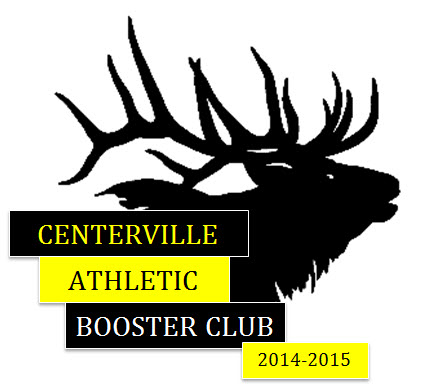 CENTERVILLE
ATHLETIC
BOOSTER CLUB
2014-2015